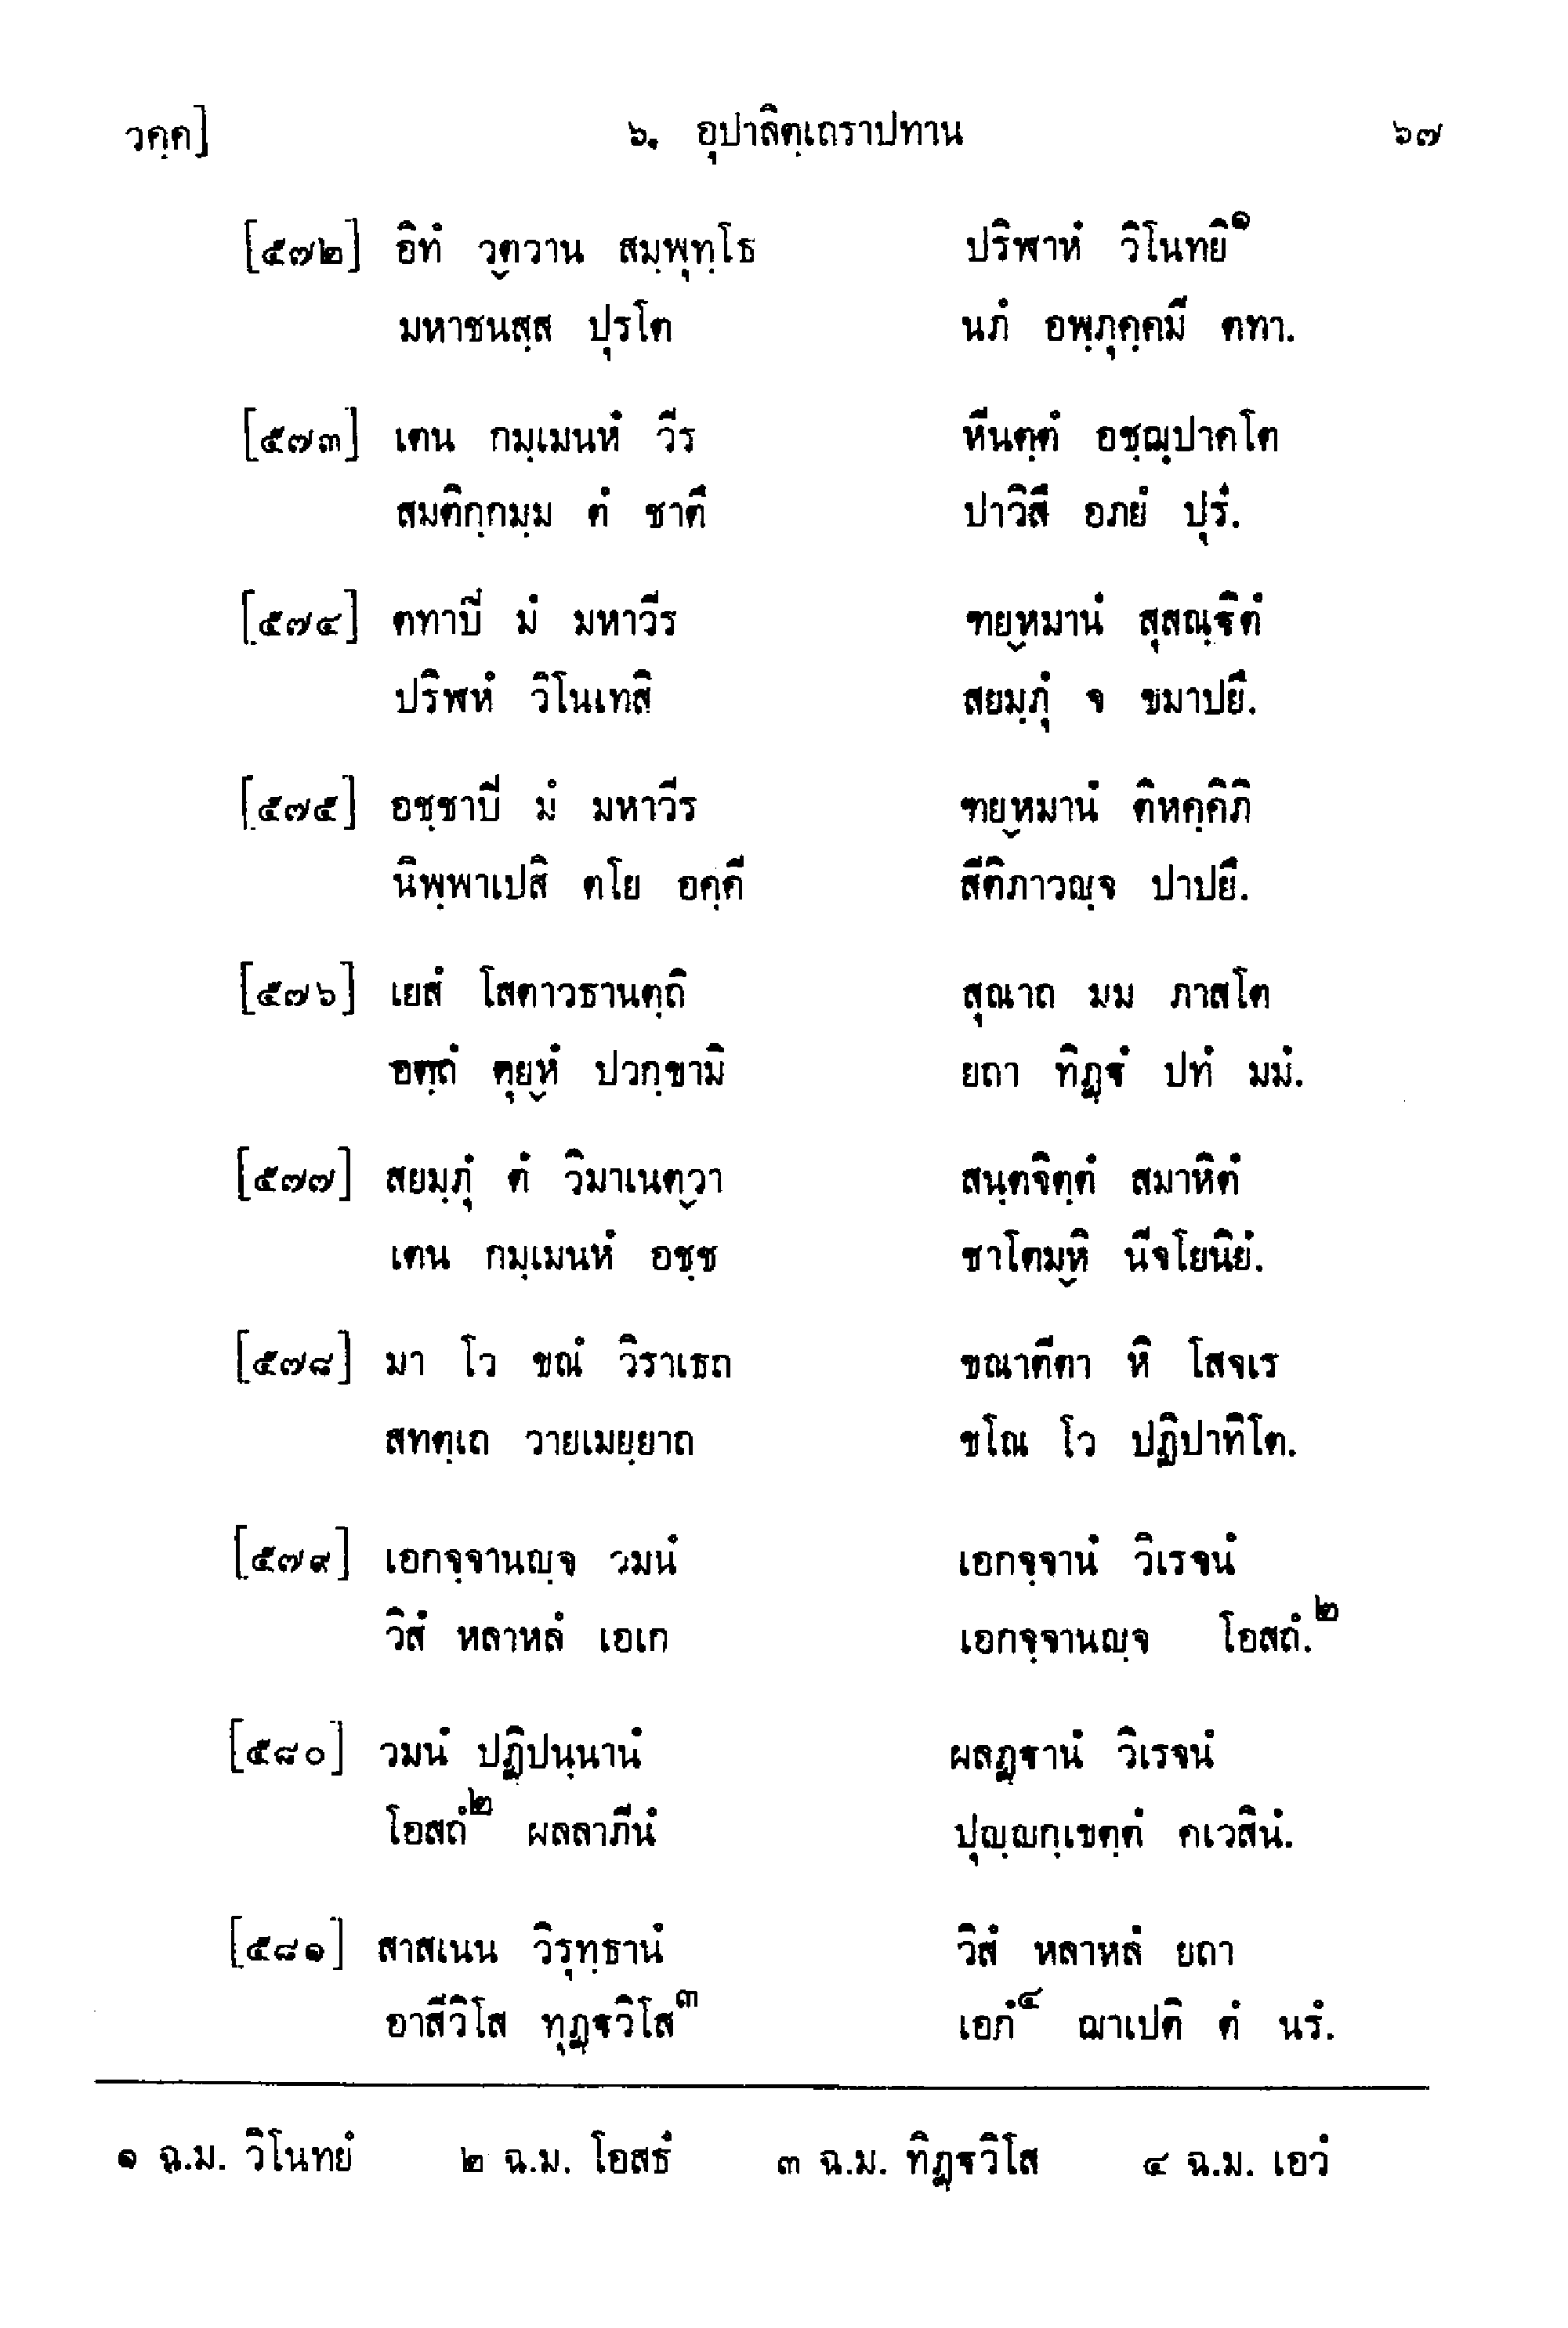 วคฺค] ๖. อุปาลิตฺเถราปทาน ๖๗
[๕๗๒] อิทํ วตฺวาน สมฺพุทฺโธ ปริฬาหํ วิโนทยิ๑
มหาชนสฺส ปุรโต นภํ อพฺภุคฺคมี ตทา.
[๕๗๓] เตน กมฺเมนหํ วีร หีนตฺตํ อชฺฌุปาคโต
สมติกฺกมฺม ตํ ชาตึ ปาวิสึ อภยํ ปุรํ.
[๕๗๔] ตทาปิ มํ มหาวีร ฑยฺหมานํ สุสณฺฐิตํ
ปริฬหํ วิโนเทสิ สยมฺภุํ จ ขมาปยึ.
[๕๗๕] อชฺชาปิ มํ มหาวีร ฑยฺหมานํ ติหคฺคิภิ
นิพฺพาเปสิ ตโย อคฺคี สีติภาวญฺจ ปาปยึ.
[๕๗๖] เยสํ โสตาวธานตฺถิ สุณาถ มม ภาสโต
อตฺถํ ตุยฺหํ ปวกฺขามิ ยถา ทิฏฺฐํ ปทํ มมํ.
[๕๗๗] สยมฺภุํ ตํ วิมาเนตฺวา สนฺตจิตฺตํ สมาหิตํ
เตน กมฺเมนหํ อชฺช ชาโตมฺหิ นีจโยนิยํ.
[๕๗๘] มา โว ขณํ วิราเธถ ขณาตีตา หิ โสจเร
สทตฺเถ วายเมยฺยาถ ขโณ โว ปฏิปาทิโต.
[๕๗๙] เอกจฺจานญฺจ วมนํ เอกจฺจานํ วิเรจนํ
วิสํ หลาหลํ เอเก เอกจฺจานญฺจ โอสถํ.๒
[๕๘๐] วมนํ ปฏิปนฺนานํ ผลฏฺฐานํ วิเรจนํ
โอสถํ๒ ผลลาภีนํ ปุญฺญกฺเขตฺตํ คเวสินํ.
[๕๘๑] สาสเนน วิรุทฺธานํ วิสํ หลาหลํ ยถา
อาสีวิโส ทุฏฺฐวิโส๓ เอกํ๔ ฌาเปติ ตํ นรํ.
๑ ฉ.ม. วิโนทยํ ๒ ฉ.ม. โอสธํ ๓ ฉ.ม. ทิฏฺฐวิโส ๔ ฉ.ม. เอวํ